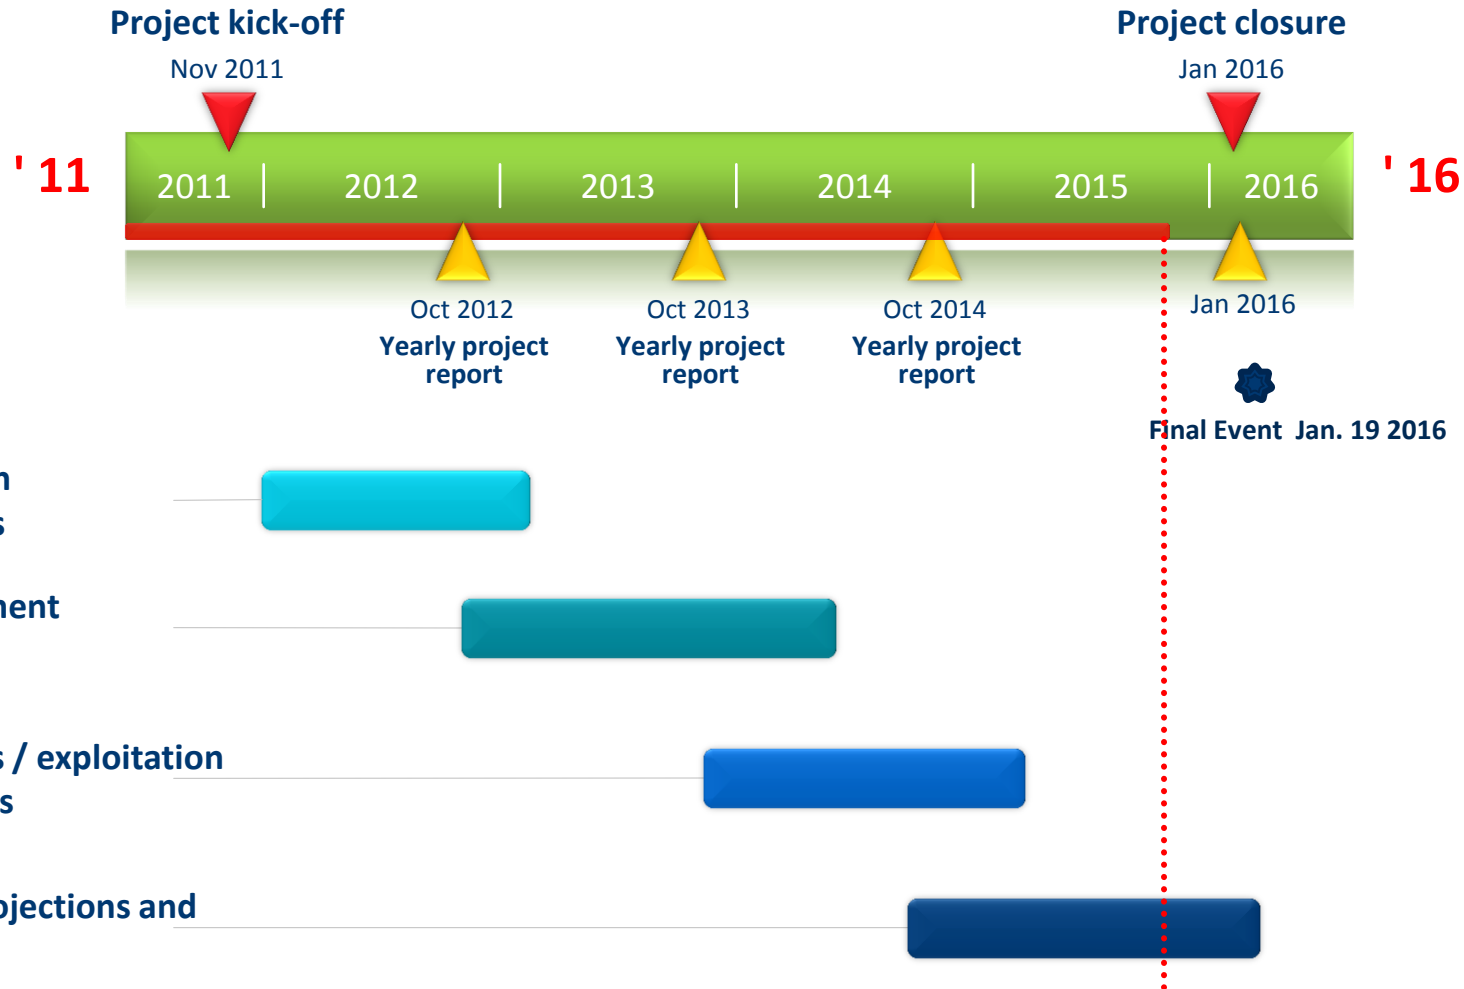 Project kick-off
Project closure
Nov 2011
Jan 2016
' 11
2011 | 2012 | 2013 | 2014 | 2015 | 2016
' 16
Oct 2012
Yearly project
report
Oct 2013
Yearly project
report
Oct 2014
Yearly project
report
Jan 2016
Final Event Jan. 19 2016
/ exploitation
and